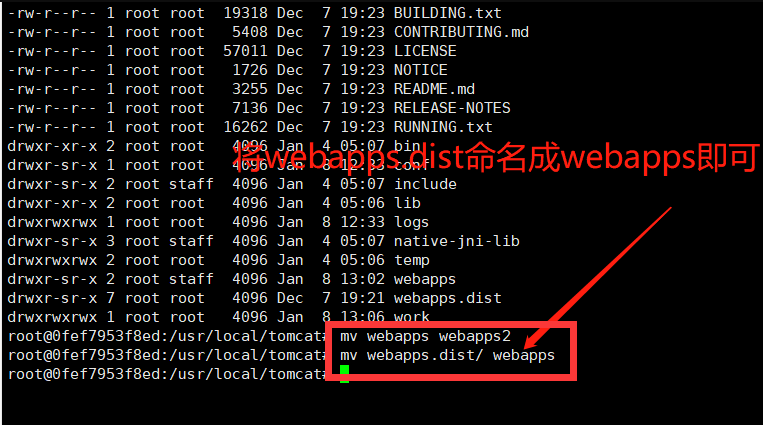 -rw-r--r-- 1 root root  19318 Dec  7 19:23 BUILDING.txt
-rw-r--r-- 1 root root   5408 Dec  7 19:23 CONTRIBUTING.md
-rw-r--r-- 1 root root  57011 Dec  7 19:23 LICENSE
-rw-r--r-- 1 root root   1726 Dec  7 19:23 NOTICE
-rw-r--r-- 1 root root   3255 Dec  7 19:23 README.md
-rw-r--r-- 1 root root   7136 Dec  7 19:23 RELEASE-NOTES
-rw-r--r-- 1 root root  16262 Dec  7 19:23 RUNNING.txt
drwxr-xr-x 2 root root   4096 Jan  4 05:07 bin
将webapps.dist命名成webapps即可
drwxr-sr-x 1 root root   4096 Jan  8 12:33 conf
drwxr-sr-x 2 root staff  4096 Jan  4 05:07 include
drwxr-xr-x 2 root root   4096 Jan  4 05:06 lib
drwxrwxrwx 1 root root   4096 Jan  8 12:33 logs
drwxr-sr-x 3 root staff  4096 Jan  4 05:07 native-jni-lib
drwxrwxrwx 2 root root   4096 Jan  4 05:06 temp
drwxr-sr-x 2 root staff  4096 Jan  8 13:02 webapps
drwxr-sr-x 7 root root   4096 Dec  7 19:21 webapps.dist
drwxrwxrwx 1 root root   4096 Jan  8 13:06 work
root@0fef7953f8ed:/usr/local/tomcat# mv webapps webapps2
root@0fef7953f8ed:/usr/local/tomcat# mv webapps.dist/ webapps
root@0fef7953f8ed:/usr/local/tomcat#